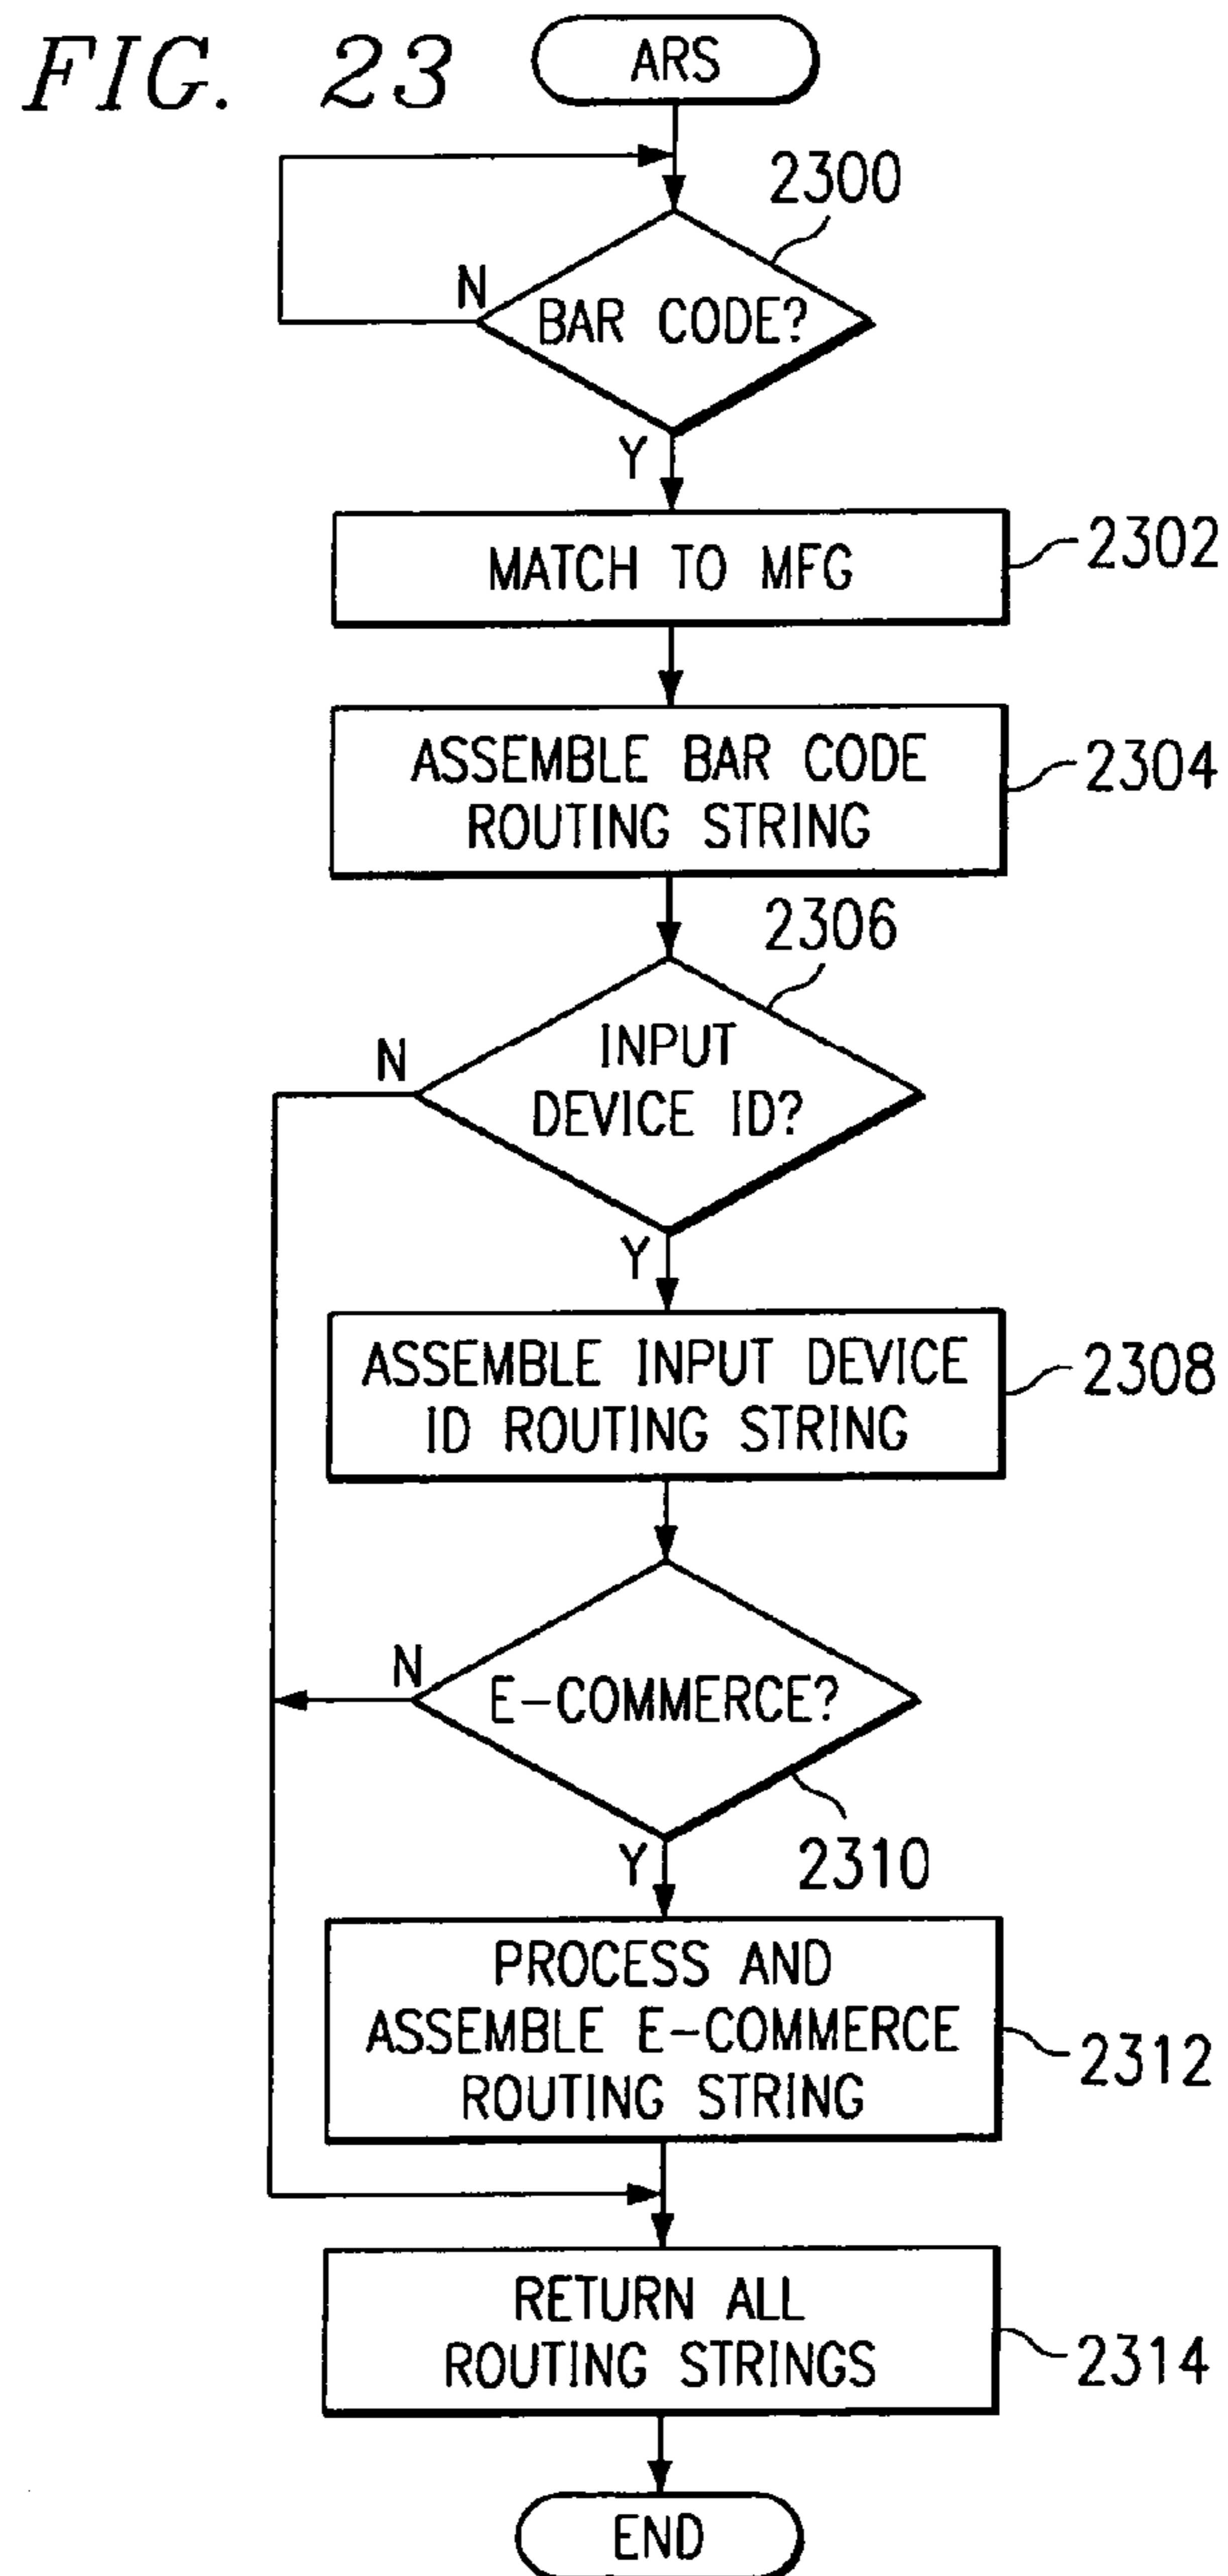 FIG. 23
ARS
2300
N
BAR CODE?
Y
MATCH TO MFG
2302
ASSEMBLE BAR CODE
ROUTING STRING
2304
2306
N
INPUT
DEVICE ID?
Y
ASSEMBLE INPUT DEVICE
ID ROUTING STRING
2308
N
E-COMMERCE?
2310
Y
PROCESS AND
ASSEMBLE E-COMMERCE
ROUTING STRING
2312
RETURN ALL
ROUTING STRINGS
2314
END